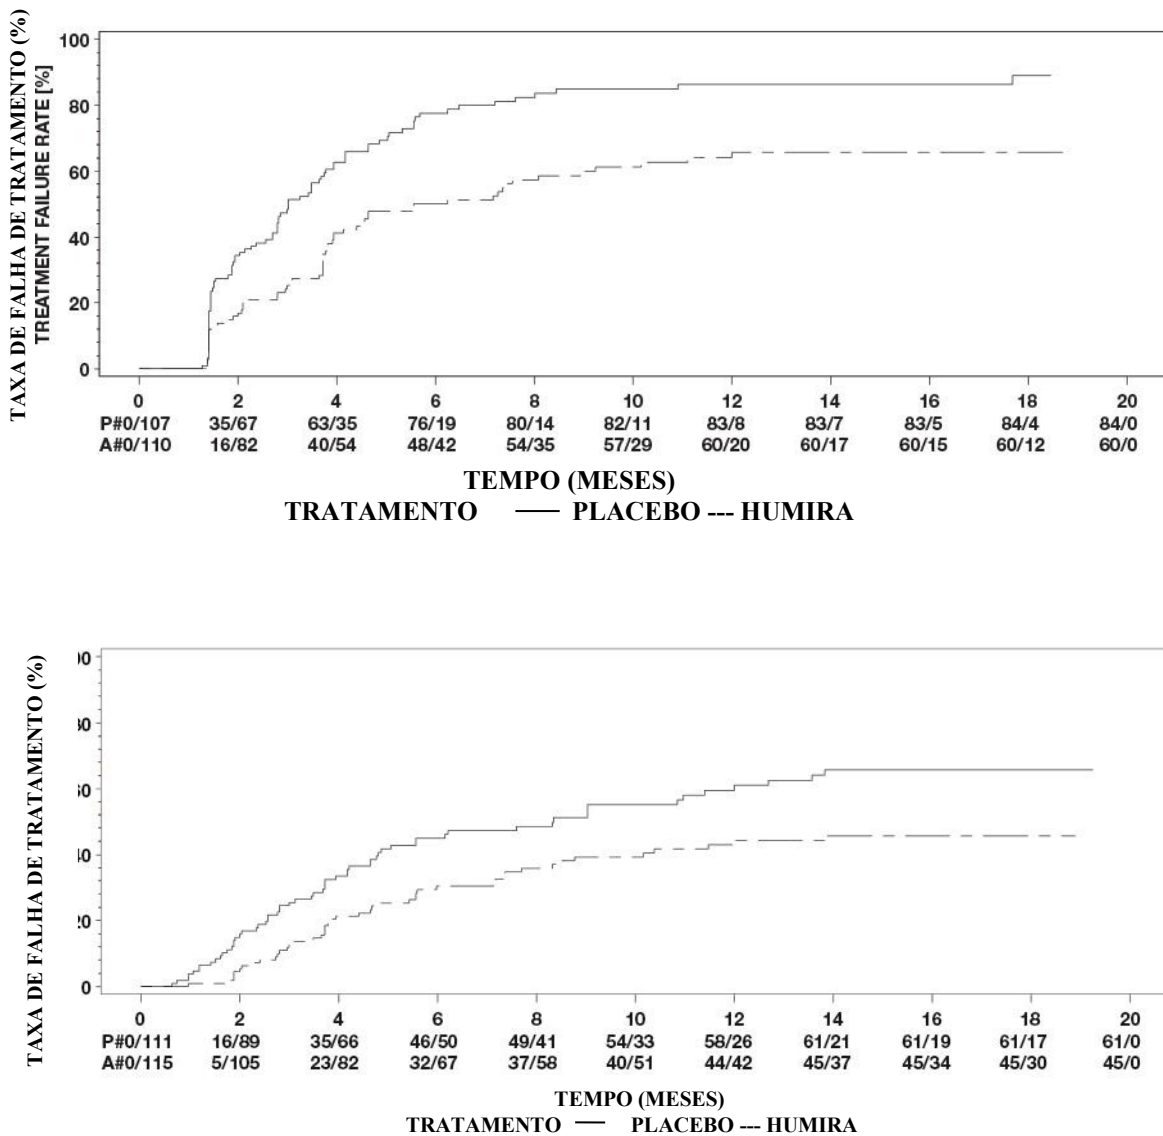 TAXA DE FALHA DE TRATAMENTO (%)
TREATMENT FAILURE RATE [%]
100
80
60
40
20
0
0 2 4 6 8 10 12 14 16 18 20
P#0/107 35/67 63/35 76/19 80/14 82/11 83/8 83/7 83/5 84/4 84/0
A#0/110 16/82 40/54 48/42 54/35 57/29 60/20 60/17 60/15 60/12 60/0
TEMPO (MESES)
TRATAMENTO —— PLACEBO --- HUMIRA
TAXA DE FALHA DE TRATAMENTO (%)
00
80
60
40
20
0
0 2 4 6 8 10 12 14 16 18 20
P#0/111 16/89 35/66 46/50 49/41 54/33 58/26 61/21 61/19 61/17 61/0
A#0/115 5/105 23/82 32/67 37/58 40/51 44/42 45/37 45/34 45/30 45/0
TEMPO (MESES)
TRATAMENTO —— PLACEBO --- HUMIRA